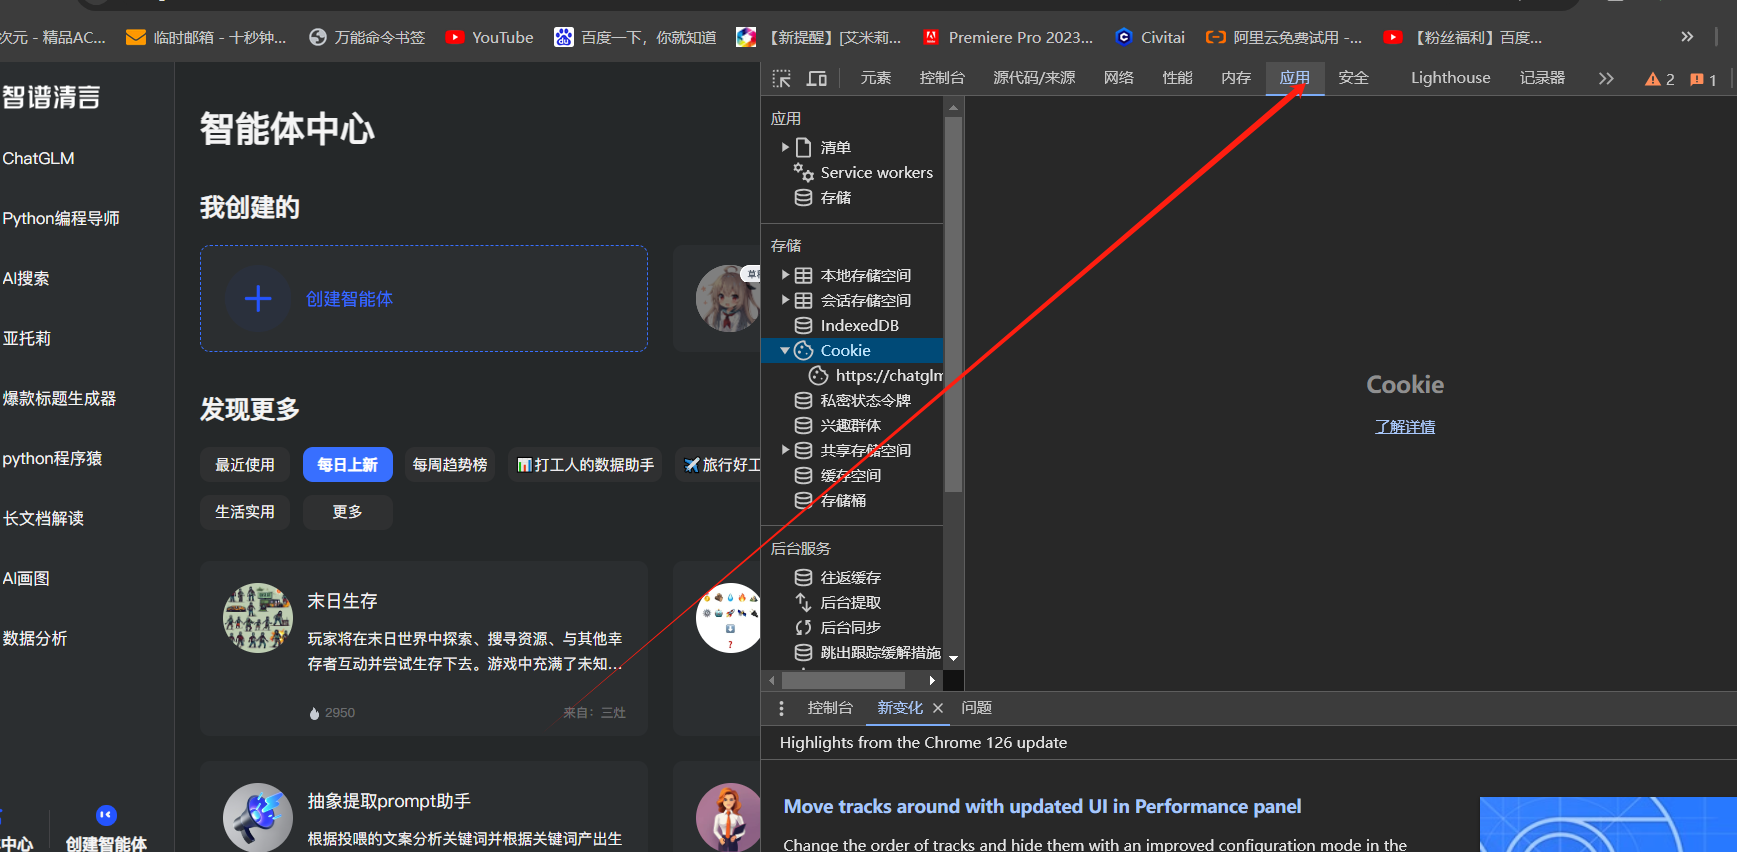 次元 - 精品AC...
临时邮箱 - 十秒钟...
万能命令书签
YouTube
百度一下，你就知道
【新提醒】[艾米莉...
Premiere Pro 2023...
Civitai
阿里云免费试用 -...
【粉丝福利】百度...
智谱清言
ChatGLM
Python编程导师
AI搜索
亚托莉
爆款标题生成器
python程序猿
长文档解读
AI画图
数据分析
中心
创建智能体
智能体中心
我创建的
创建智能体
发现更多
最近使用
每日上新
每周趋势榜
打工人的数据助手
旅行好工
生活实用
更多
末日生存
玩家将在末日世界中探索、搜寻资源、与其他幸
存者互动并尝试生存下去。游戏中充满了未知...
2950
来自：三灶
抽象提取prompt助手
根据投喂的文案分析关键词并根据关键词产出生
元素
控制台
源代码/来源
网络
性能
内存
应用
安全
Lighthouse
记录器
2
1
应用
清单
Service workers
存储
存储
本地存储空间
会话存储空间
IndexedDB
Cookie
https://chatglm
私密状态令牌
兴趣群体
共享存储空间
缓存空间
存储桶
后台服务
往返缓存
后台提取
后台同步
跳出跟踪缓解措施
Cookie
了解详情
控制台
新变化
问题
Highlights from the Chrome 126 update
Move tracks around with updated UI in Performance panel
Change the order of tracks and hide them with an improved configuration mode in the